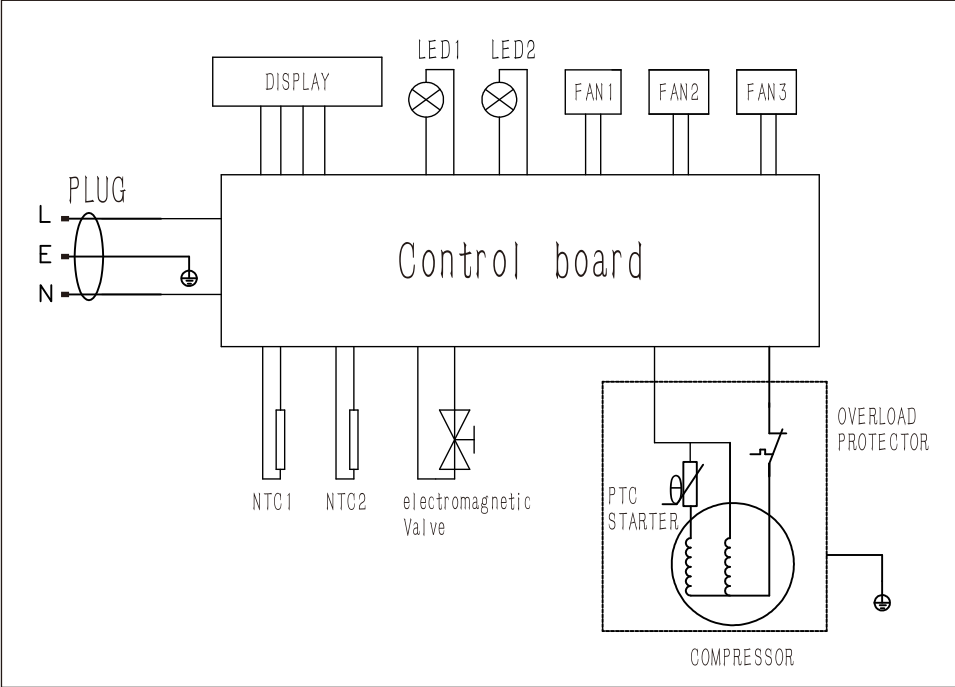 LED1 LED2
DISPLAY
FAN1 FAN2 FAN3
PLUG
L
E
N
Control board
OVERLOAD
PROTECTOR
NTC1 NTC2 electromagnetic
Valve
θ
PTC
STARTER
COMPRESSOR